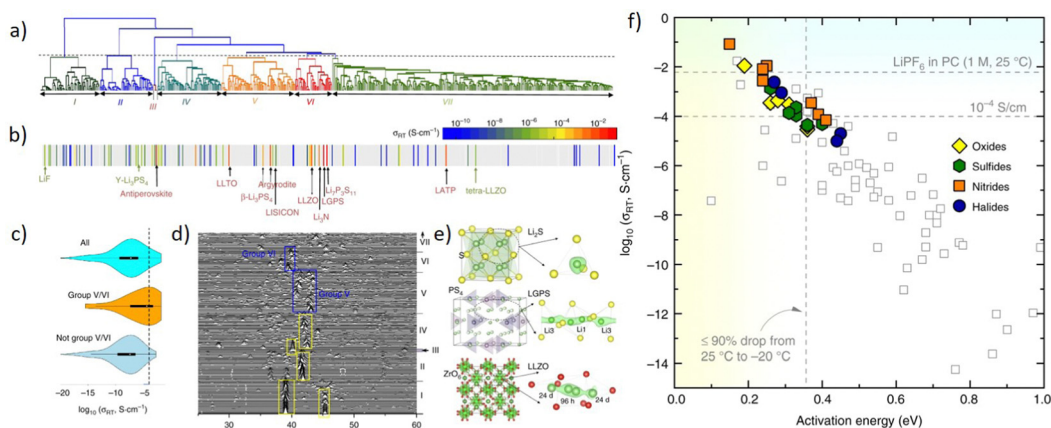 a)
I II III IV V VI VII
b)
σRT (S·cm⁻¹)
10⁻¹⁰ 10⁻⁸ 10⁻⁶ 10⁻⁴ 10⁻²
LiF
γ-Li₃PS₄
Antiperovskite
LLTO
β-Li₃PS₄
Argyrodite
LISICON
LLZO
Li₃N
LGPS
Li₇P₃S₁₁
LATP
tetra-LLZO
c)
All
Group V/VI
Not group V/VI
−20 −15 −10 −5
log₁₀ (σRT, S·cm⁻¹)
d)
Group VI
Group V
VII
VI
V
IV
III
II
I
30 40 50 60
e)
Li₂S
S
PS₄
LGPS
Li3 Li1 Li3
LLZO
24 d 96 h 24 d
f)
log₁₀ (σRT, S·cm⁻¹)
0
−2
−4
−6
−8
−10
−12
−14
LiPF₆ in PC (1 M, 25 °C)
10⁻⁴ S/cm
Oxides
Sulfides
Nitrides
Halides
≤ 90% drop from
25 °C to −20 °C
0.0 0.2 0.4 0.6 0.8 1.0
Activation energy (eV)